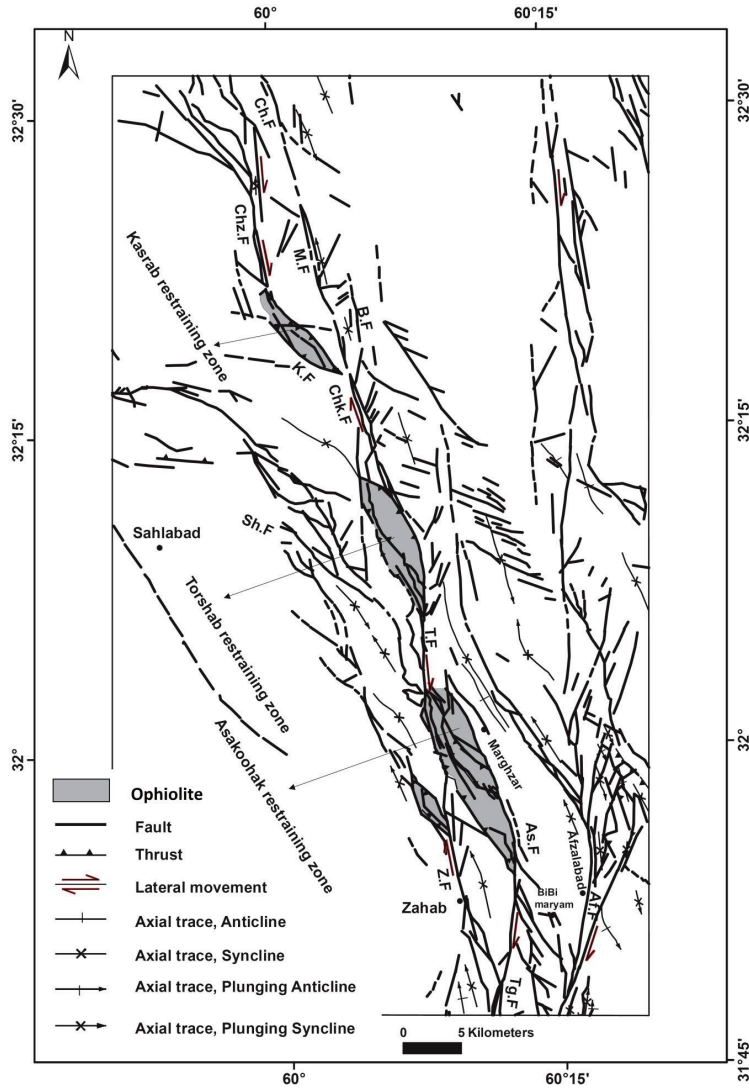 60°
60°15'
N
32°30'
32°30'
Ch.F
Chz.F
M.F
Kasrab restraining zone
B.F
K.F
Chk.F
32°15'
32°15'
Sh.F
Sahlabad
Torshab restraining zone
T.F
Asakoohak restraining zone
Marghzar
32°
32°
Ophiolite
Fault
Thrust
Lateral movement
Axial trace, Anticline
Axial trace, Syncline
Axial trace, Plunging Anticline
Axial trace, Plunging Syncline
As.F
Afzalabad
Z.F
BiBi
maryam
Zahab
Af.F
Tg.F
0 5 Kilometers
31°45'
60°
60°15'